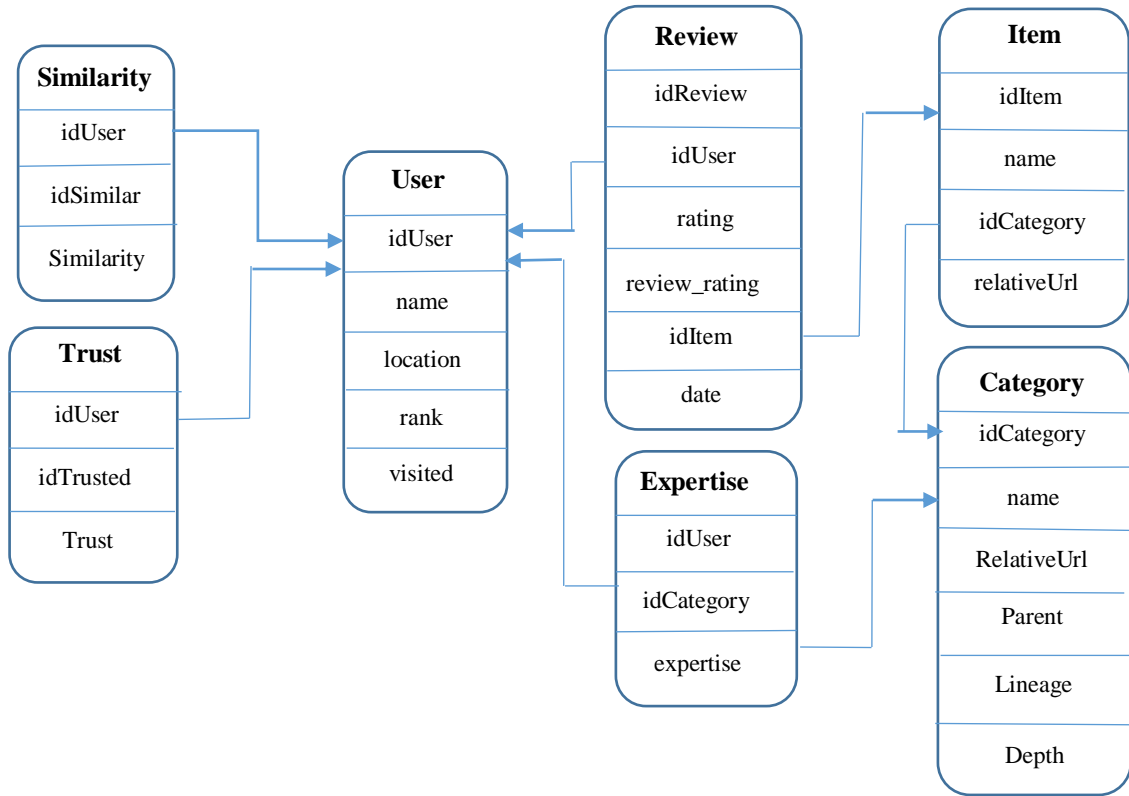 Similarity
idUser
idSimilar
Similarity
Trust
idUser
idTrusted
Trust
User
idUser
name
location
rank
visited
Review
idReview
idUser
rating
review_rating
idItem
date
Expertise
idUser
idCategory
expertise
Item
idItem
name
idCategory
relativeUrl
Category
idCategory
name
RelativeUrl
Parent
Lineage
Depth